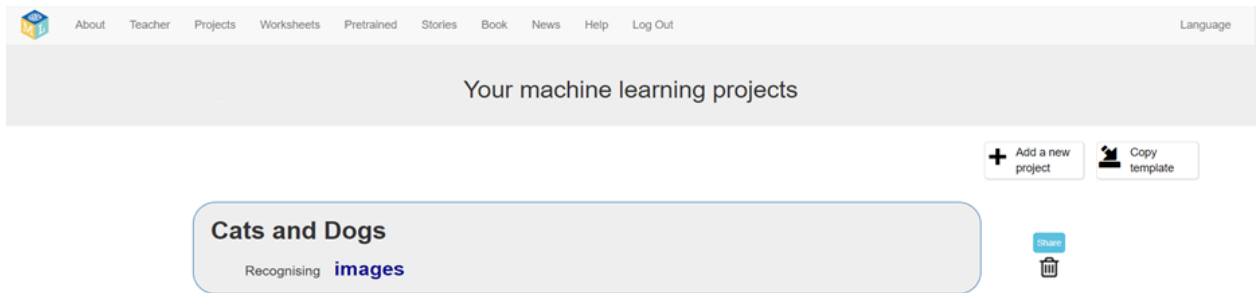 About Teacher Projects Worksheets Pretrained Stories Book News Help Log Out Language
Your machine learning projects
Add a new
project
Copy
template
Cats and Dogs
Share
Recognising images